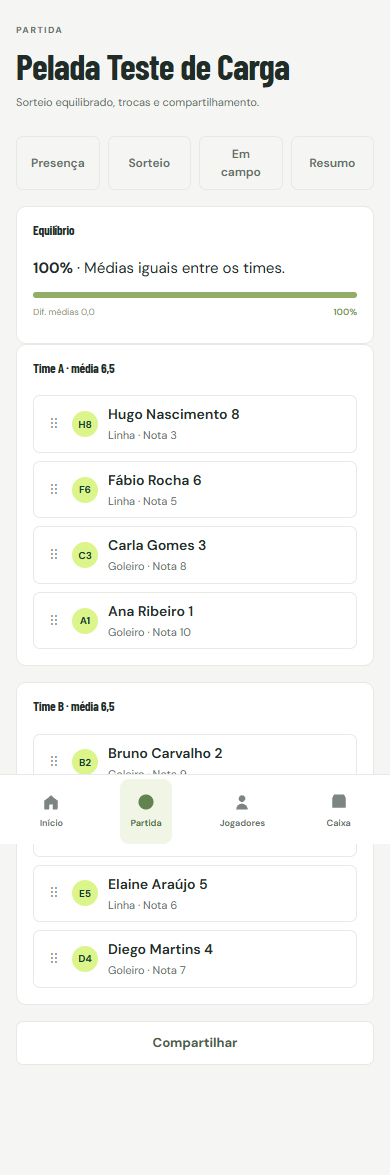 PARTIDA
Pelada Teste de Carga
Sorteio equilibrado, trocas e compartilhamento.
Presença
Sorteio
Em
campo
Resumo
Equilíbrio
100% · Médias iguais entre os times.
Dif. médias 0,0
100%
Time A · média 6,5
H8
Hugo Nascimento 8
Linha · Nota 3
F6
Fábio Rocha 6
Linha · Nota 5
C3
Carla Gomes 3
Goleiro · Nota 8
A1
Ana Ribeiro 1
Goleiro · Nota 10
Time B · média 6,5
B2
Bruno Carvalho 2
Goleiro · Nota 9
Início
Partida
Jogadores
Caixa
E5
Elaine Araújo 5
Linha · Nota 6
D4
Diego Martins 4
Goleiro · Nota 7
Compartilhar